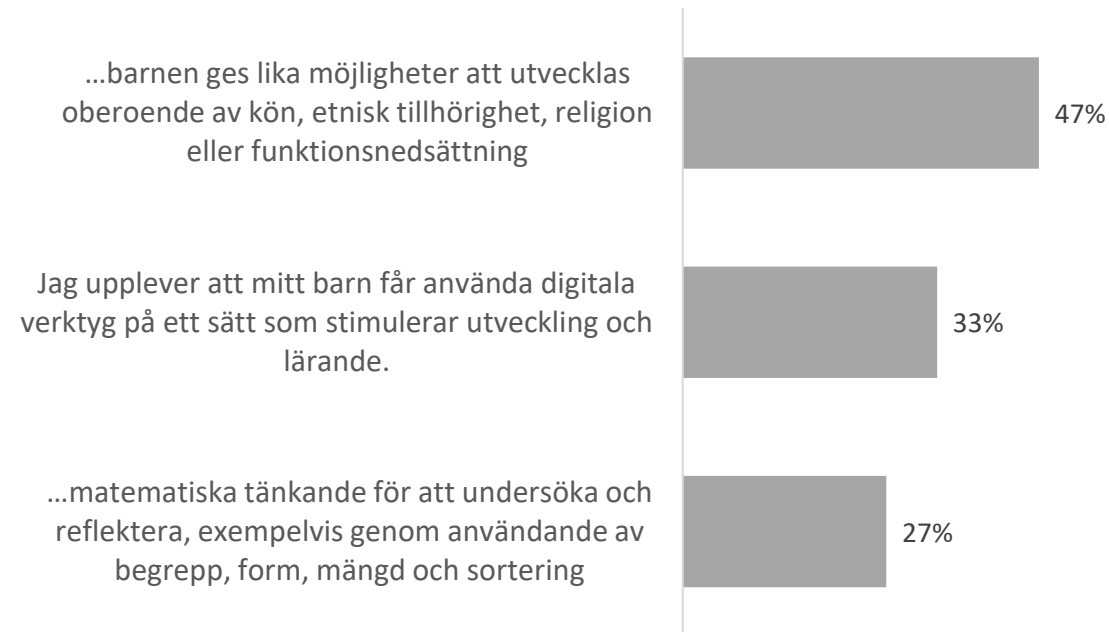 …barnen ges lika möjligheter att utvecklas
oberoende av kön, etnisk tillhörighet, religion
eller funktionsnedsättning
47%
Jag upplever att mitt barn får använda digitala
verktyg på ett sätt som stimulerar utveckling och
lärande.
33%
…matematiska tänkande för att undersöka och
reflektera, exempelvis genom användande av
begrepp, form, mängd och sortering
27%